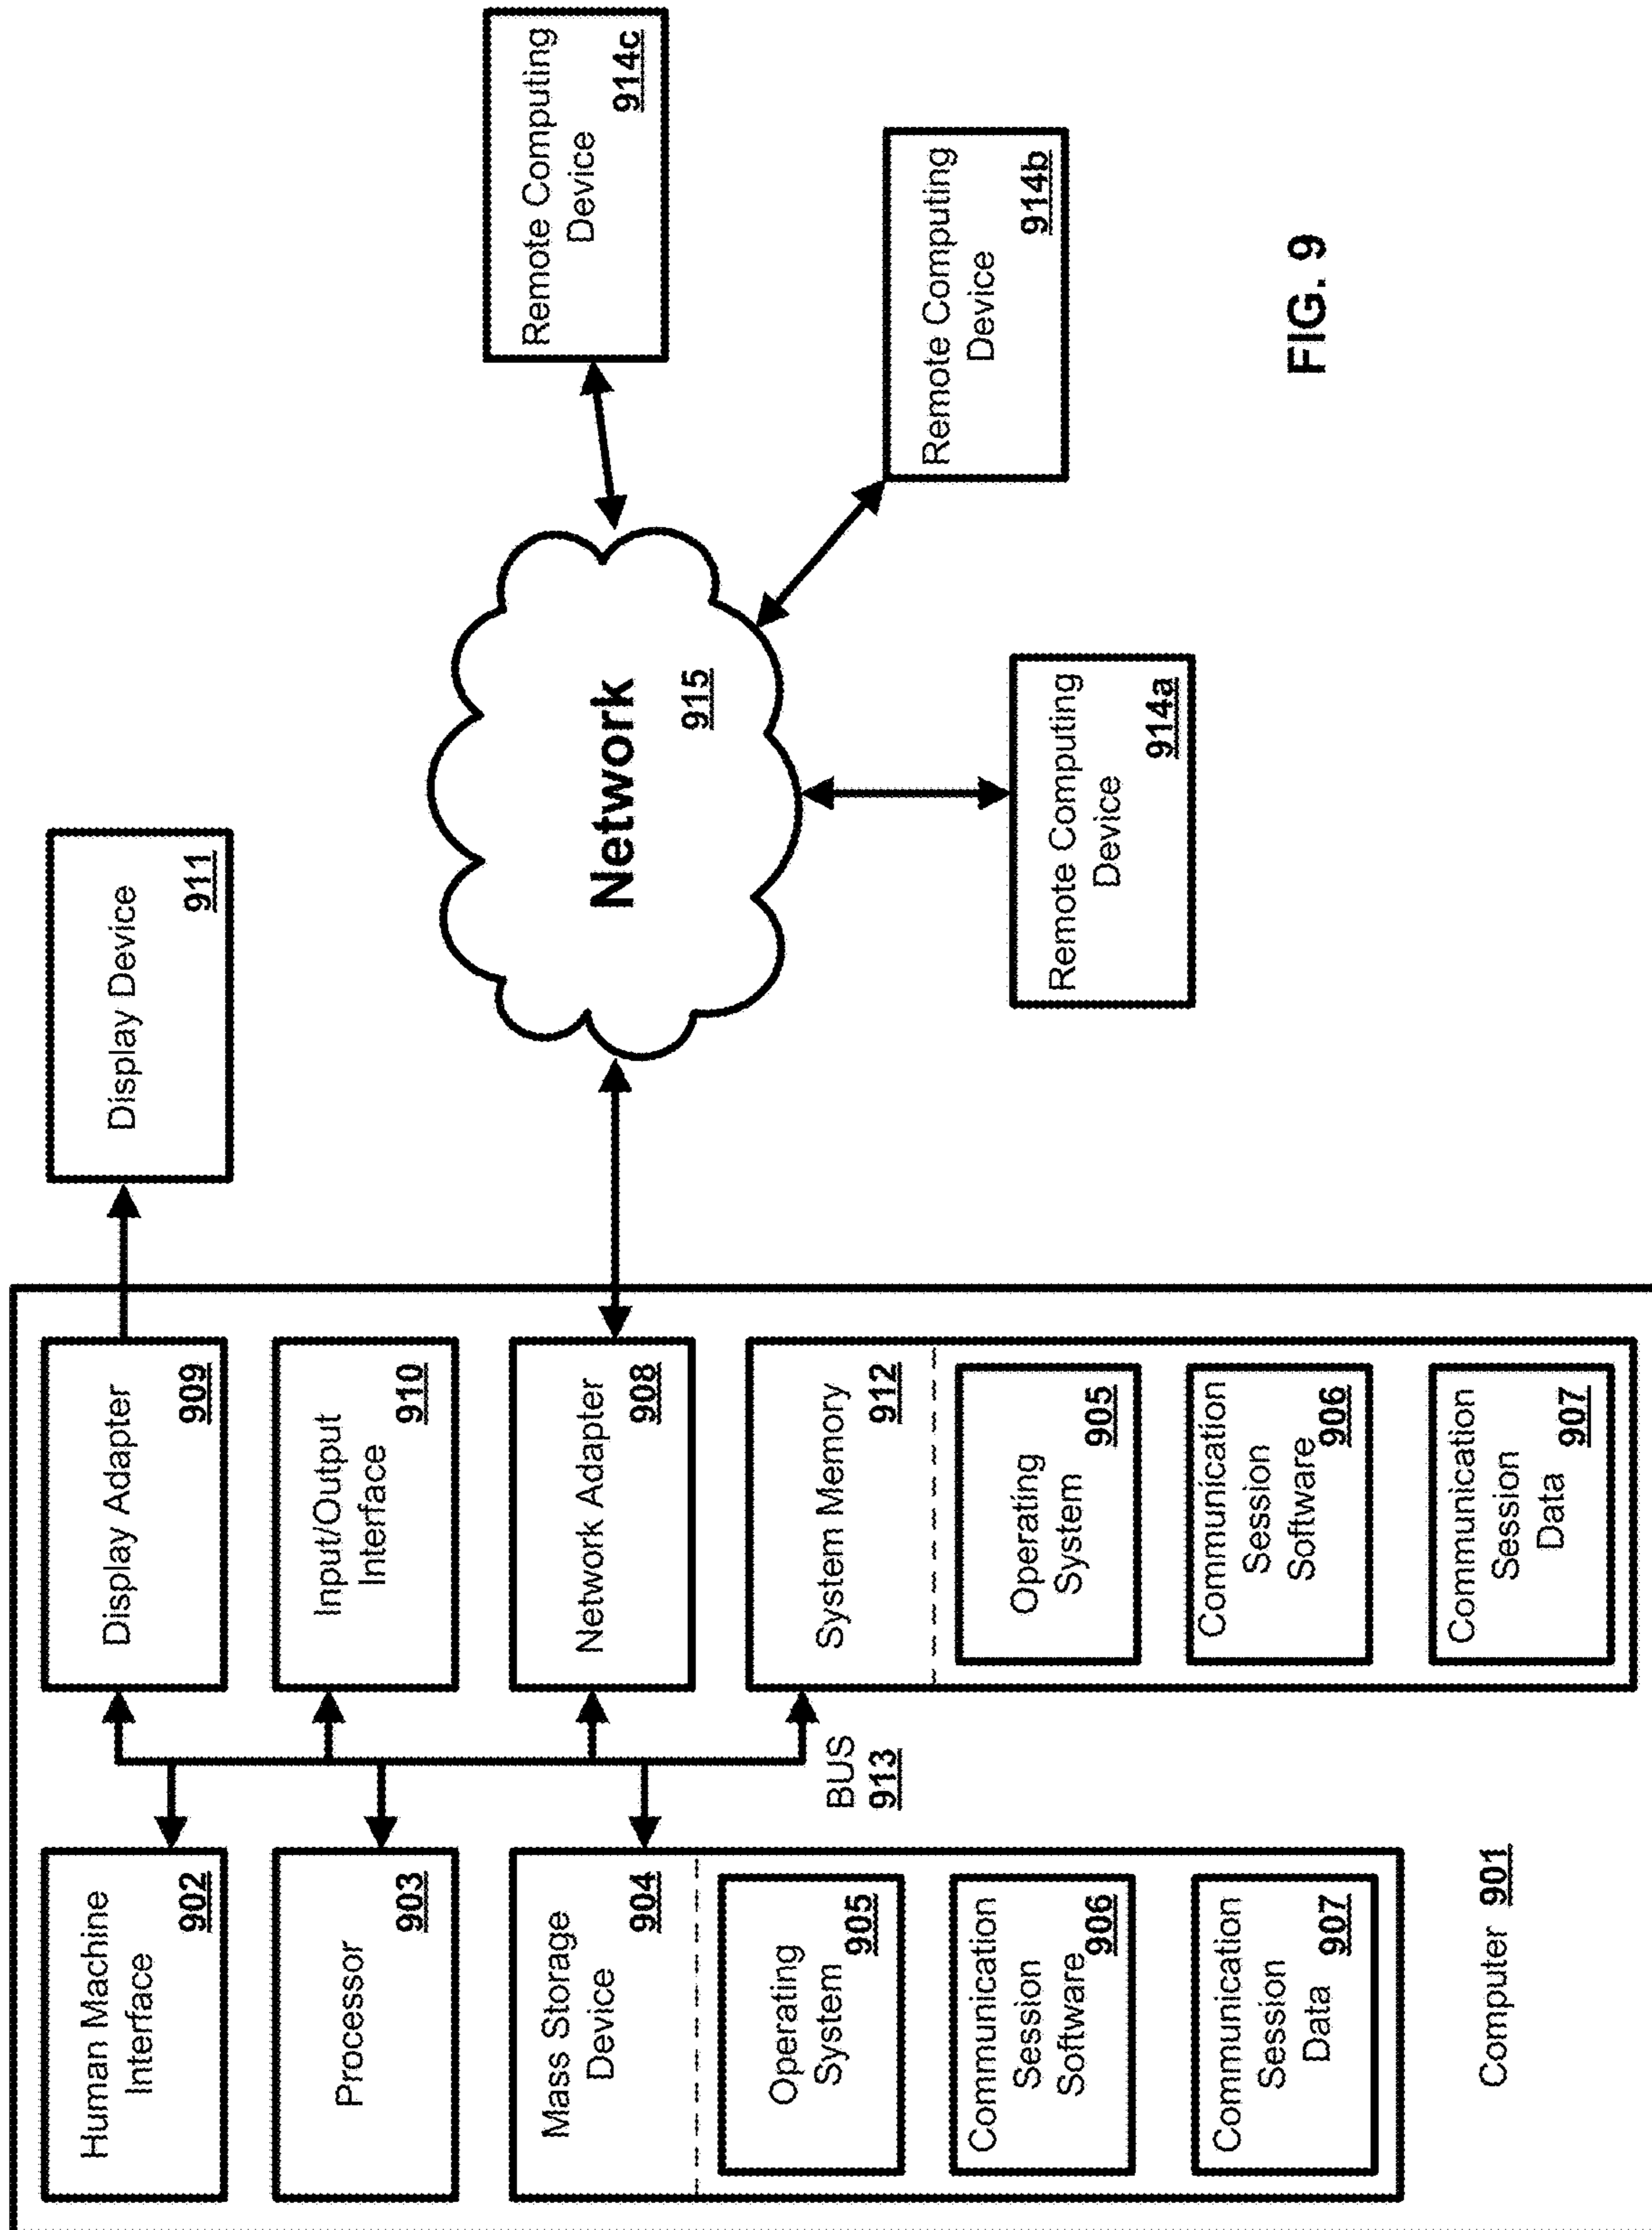 Human Machine
Interface
902
Processor
903
Mass Storage
Device
904
Operating
System
905
Communication
Session
Software
906
Communication
Session
Data
907
Computer 901
BUS
913
Display Adapter
909
Input/Output
Interface
910
Network Adapter
908
System Memory
912
Operating
System
905
Communication
Session
Software
906
Communication
Session
Data
907
Display Device
911
Network
915
Remote Computing
Device
914a
Remote Computing
Device
914b
Remote Computing
Device
914c
FIG. 9